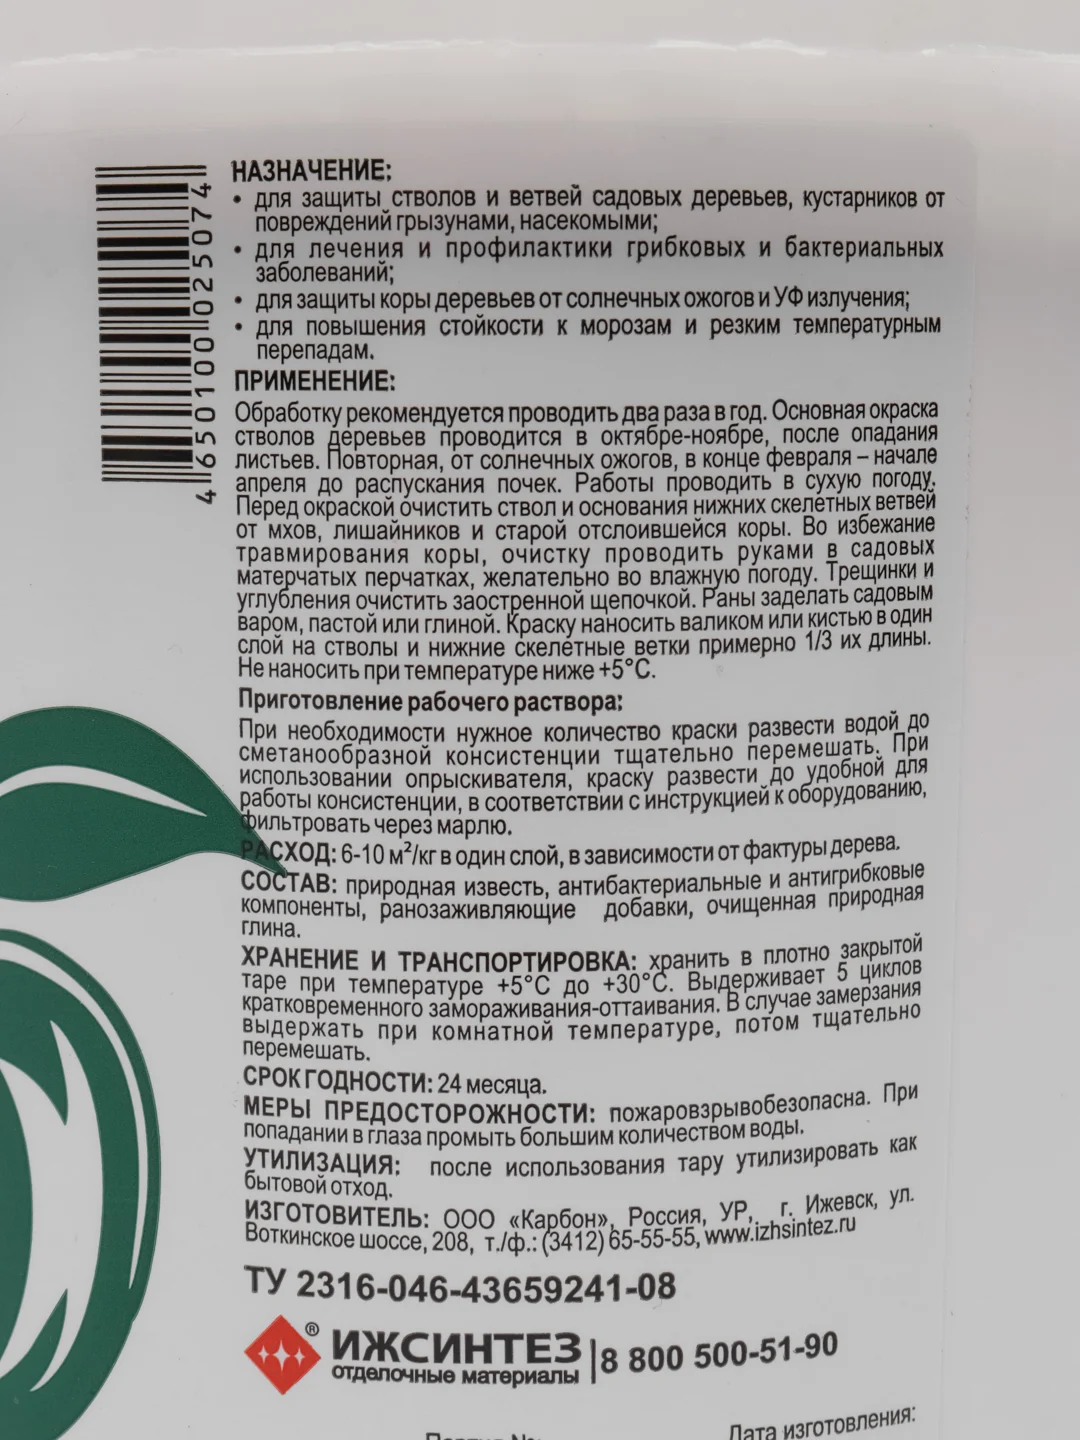 НАЗНАЧЕНИЕ:
• для защиты стволов и ветвей садовых деревьев, кустарников от
повреждений грызунами, насекомыми;
• для лечения и профилактики грибковых и бактериальных
заболеваний;
• для защиты коры деревьев от солнечных ожогов и УФ излучения;
• для повышения стойкости к морозам и резким температурным
перепадам.
ПРИМЕНЕНИЕ:
Обработку рекомендуется проводить два раза в год. Основная окраска
стволов деревьев проводится в октябре-ноябре, после опадания
листьев. Повторная, от солнечных ожогов, в конце февраля – начале
апреля до распускания почек. Работы проводить в сухую погоду.
Перед окраской очистить ствол и основания нижних скелетных ветвей
от мхов, лишайников и старой отслоившейся коры. Во избежание
травмирования коры, очистку проводить руками в садовых
матерчатых перчатках, желательно во влажную погоду. Трещинки и
углубления очистить заостренной щепочкой. Раны заделать садовым
варом, пастой или глиной. Краску наносить валиком или кистью в один
слой на стволы и нижние скелетные ветки примерно 1/3 их длины.
Не наносить при температуре ниже +5°С.
Приготовление рабочего раствора:
При необходимости нужное количество краски развести водой до
сметанообразной консистенции тщательно перемешать. При
использовании опрыскивателя, краску развести до удобной для
работы консистенции, в соответствии с инструкцией к оборудованию,
фильтровать через марлю.
РАСХОД: 6-10 м²/кг в один слой, в зависимости от фактуры дерева.
СОСТАВ: природная известь, антибактериальные и антигрибковые
компоненты, ранозаживляющие добавки, очищенная природная
глина.
ХРАНЕНИЕ И ТРАНСПОРТИРОВКА: хранить в плотно закрытой
таре при температуре +5°С до +30°С. Выдерживает 5 циклов
кратковременного замораживания-оттаивания. В случае замерзания
выдержать при комнатной температуре, потом тщательно
перемешать.
СРОК ГОДНОСТИ: 24 месяца.
МЕРЫ ПРЕДОСТОРОЖНОСТИ: пожаровзрывобезопасна. При
попадании в глаза промыть большим количеством воды.
УТИЛИЗАЦИЯ: после использования тару утилизировать как
бытовой отход.
ИЗГОТОВИТЕЛЬ: ООО «Карбон», Россия, УР, г. Ижевск, ул.
Воткинское шоссе, 208, т./ф.: (3412) 65-55-55, www.izhsintez.ru
ТУ 2316-046-43659241-08
® ИЖСИНТЕЗ
отделочные материалы
8 800 500-51-90
Дата изготовления:
Партия №:
4 650100 025074